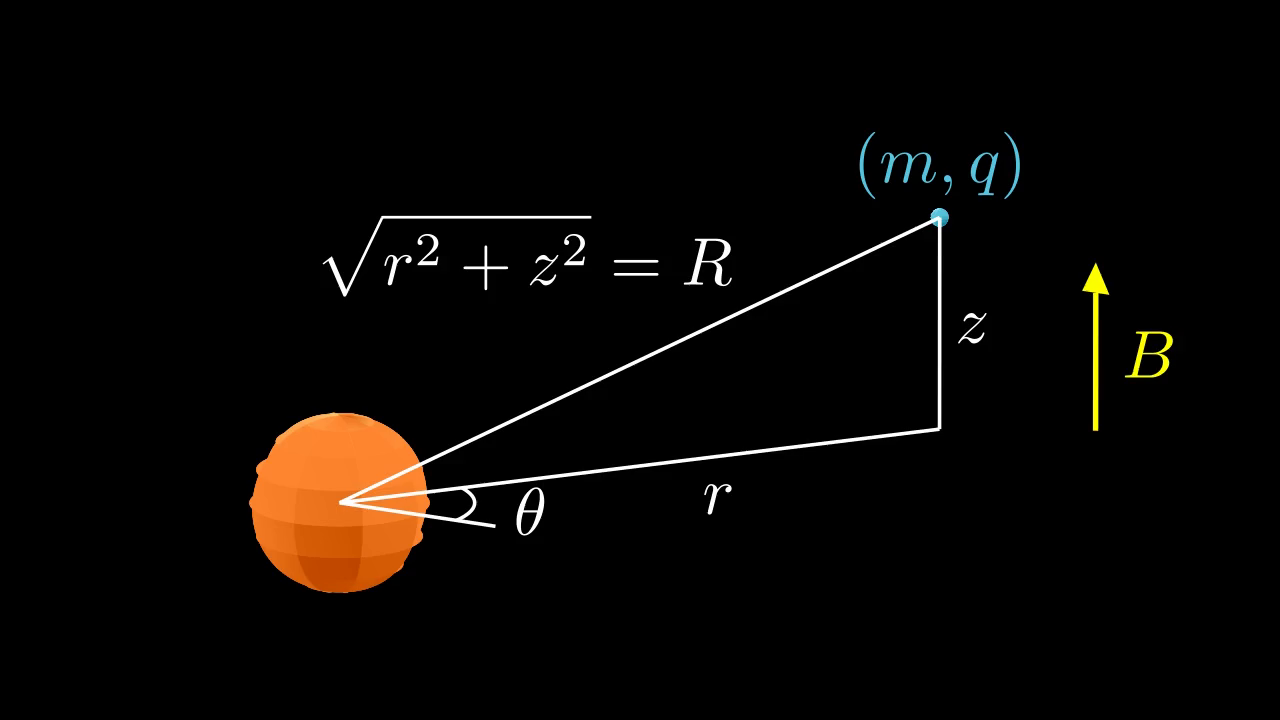 (m, q)
√(r² + z²) = R
z
B
r
θ